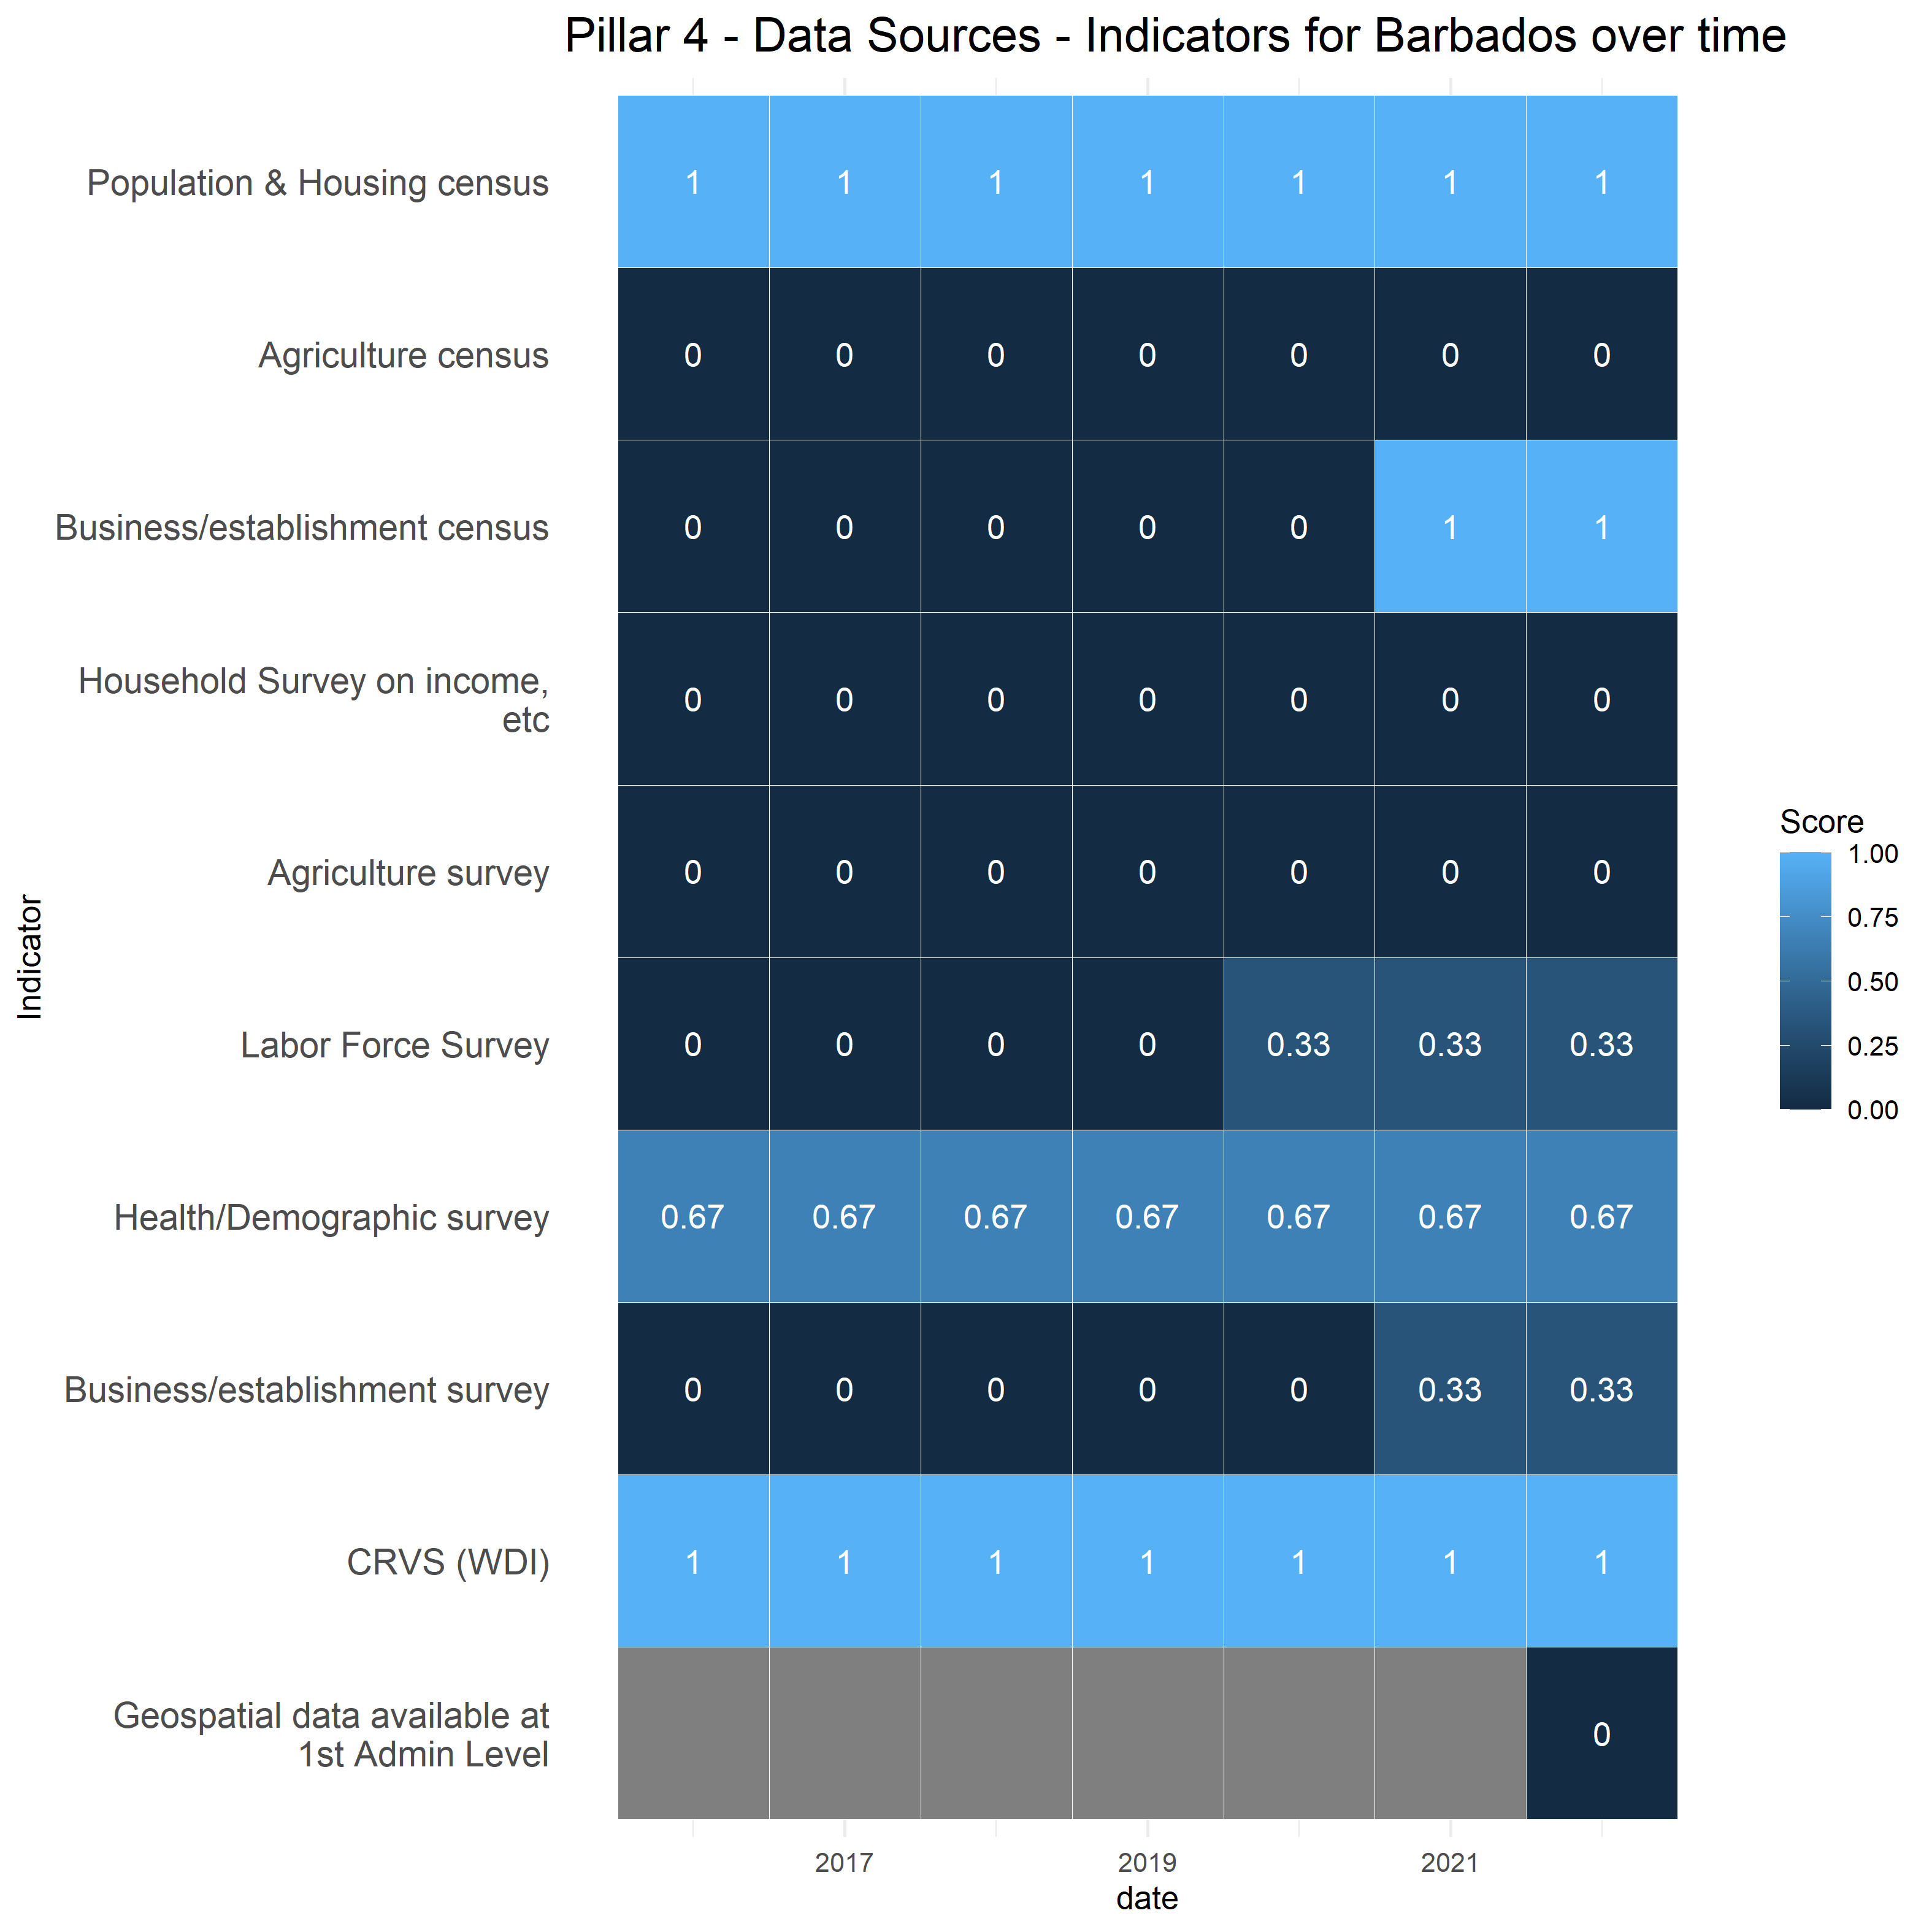 Pillar 4 - Data Sources - Indicators for Barbados over time
Population & Housing census
1 1 1 1 1 1 1
Agriculture census
0 0 0 0 0 0 0
Business/establishment census
0 0 0 0 0 1 1
Household Survey on income,
etc
0 0 0 0 0 0 0
Agriculture survey
0 0 0 0 0 0 0
Labor Force Survey
0 0 0 0 0.33 0.33 0.33
Health/Demographic survey
0.67 0.67 0.67 0.67 0.67 0.67 0.67
Business/establishment survey
0 0 0 0 0 0.33 0.33
CRVS (WDI)
1 1 1 1 1 1 1
Geospatial data available at
1st Admin Level
0
2017 2019 2021
date
Indicator
Score
1.00
0.75
0.50
0.25
0.00